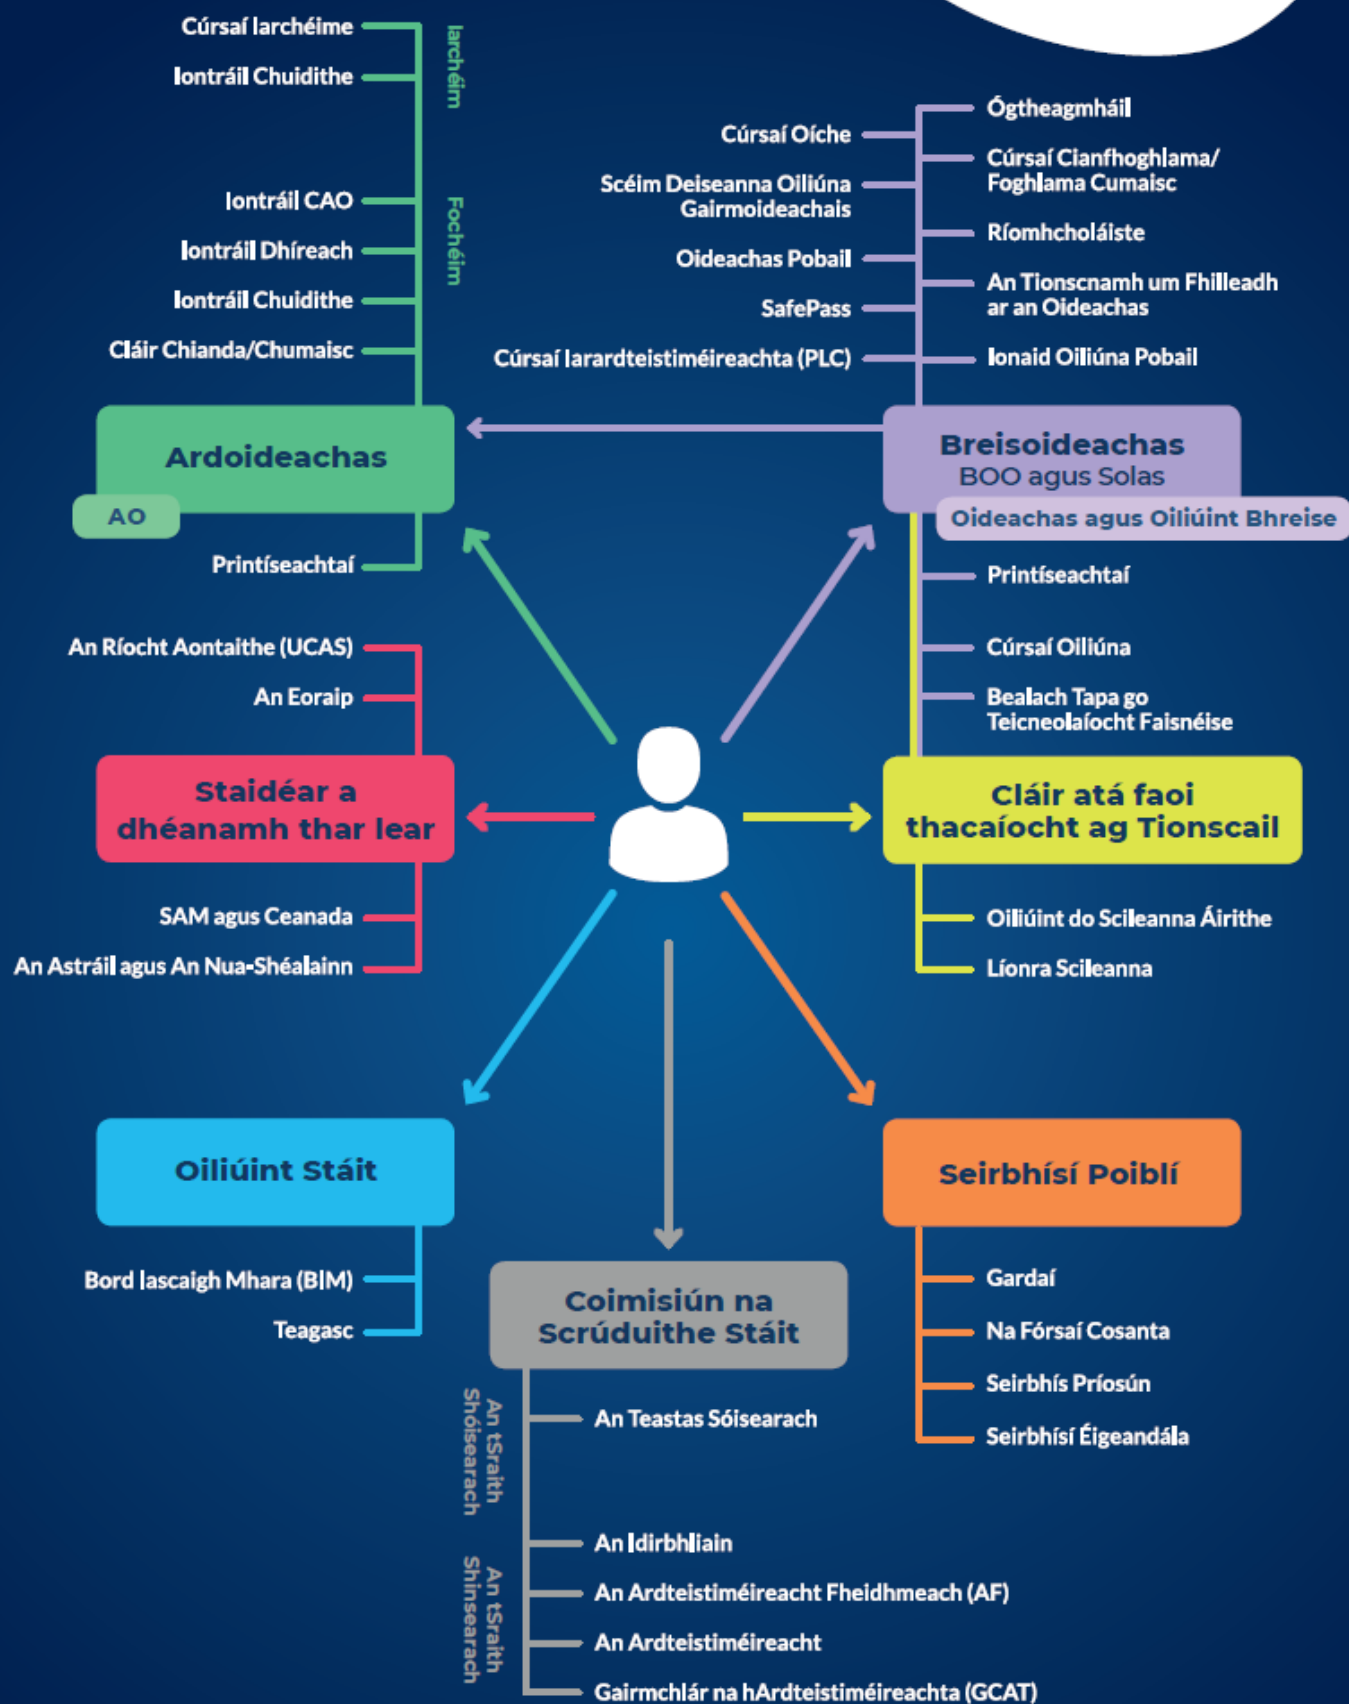 Cúrsaí Iarchéime
Iontráil Chuidithe
Iarchéim
Iontráil CAO
Iontráil Dhíreach
Iontráil Chuidithe
Cláir Chianda/Chumaisc
Fochéim
Ardoideachas
AO
Printíseachtaí
Cúrsaí Oíche
Scéim Deiseanna Oiliúna
Gairmoideachais
Oideachas Pobail
SafePass
Cúrsaí Iarardteistiméireachta (PLC)
Ógtheagmháil
Cúrsaí Cianfhoghlama/
Foghlama Cumaisc
Ríomhcholáiste
An Tionscnamh um Fhilleadh
ar an Oideachas
Ionaid Oiliúna Pobail
Breisoideachas
BOO agus Solas
Oideachas agus Oiliúint Bhreise
Printíseachtaí
Cúrsaí Oiliúna
Bealach Tapa go
Teicneolaíocht Faisnéise
An Ríocht Aontaithe (UCAS)
An Eoraip
Staidéar a
dhéanamh thar lear
SAM agus Ceanada
An Astráil agus An Nua-Shéalainn
Cláir atá faoi
thacaíocht ag Tionscail
Oiliúint do Scileanna Áirithe
Líonra Scileanna
Oiliúint Stáit
Bord Iascaigh Mhara (BIM)
Teagasc
Seirbhísí Poiblí
Gardaí
Na Fórsaí Cosanta
Seirbhís Príosún
Seirbhísí Éigeandála
Coimisiún na
Scrúduithe Stáit
An tSraith
Shóisearach
An Teastas Sóisearach
An tSraith
Shinsearach
An Idirbhliain
An Ardteistiméireacht Fheidhmeach (AF)
An Ardteistiméireacht
Gairmchlár na hArdteistiméireachta (GCAT)